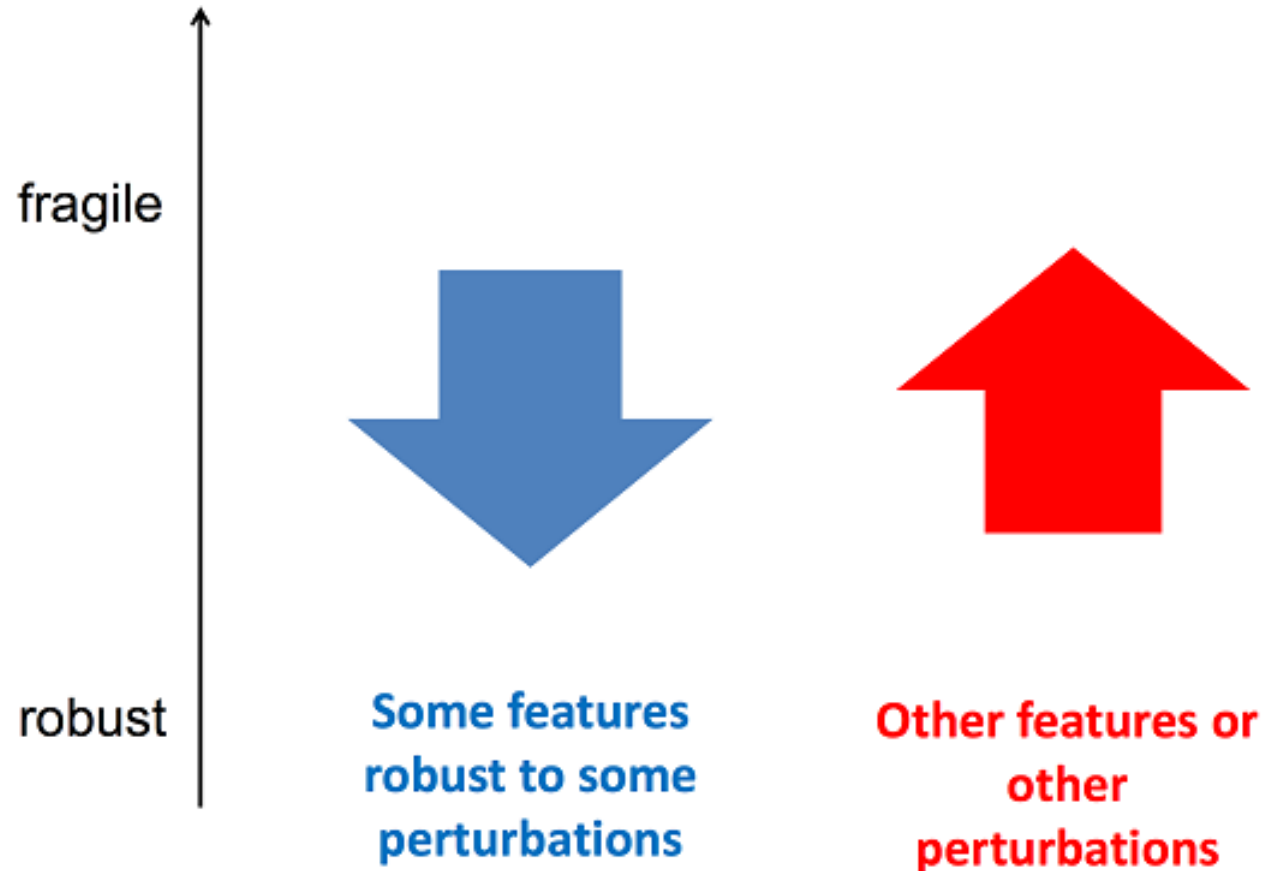 fragile
robust
Some features
robust to some
perturbations
Other features or
other
perturbations